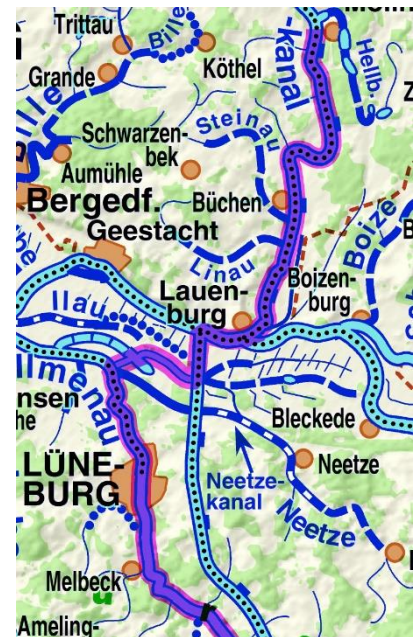 Trittau
Bille
Grande
Köthel
-kanal
Hellb.
Schwarzen-
bek
Steinau
Aumühle
Büchen
Bergedf.
Geestacht
Linau
Boize
Lauen-
burg
Boizen-
burg
Ilau
Ilmenau
Bleckede
LÜNE-
BURG
Neetze
Neetze-
kanal
Neetze
Melbeck
Ameling-